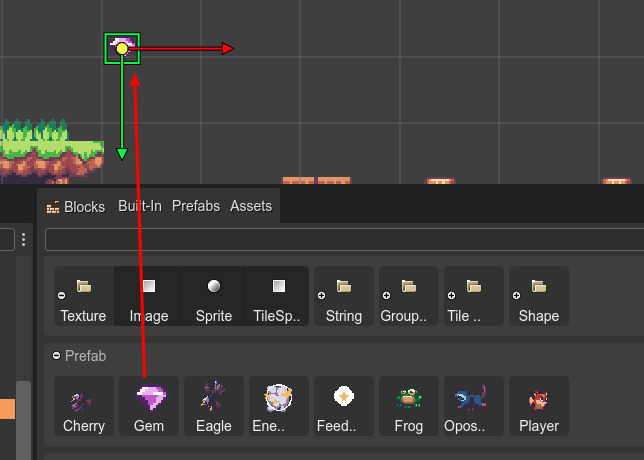 Blocks Built-In Prefabs Assets
Texture Image Sprite TileSp.. String Group.. Tile .. Shape
Prefab
Cherry Gem Eagle Ene.. Feed.. Frog Opos.. Player